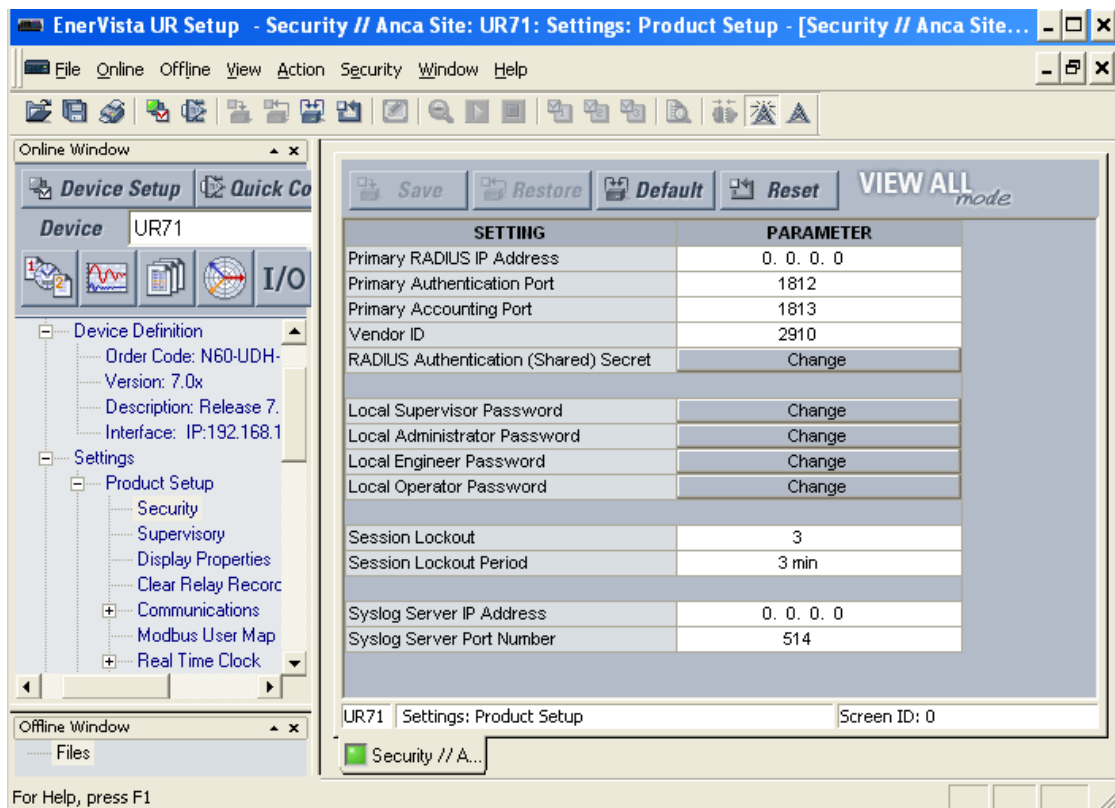 EnerVista UR Setup - Security // Anca Site: UR71: Settings: Product Setup - [Security // Anca Site...
File Online Offline View Action Security Window Help
Online Window
Device Setup Quick Co
Device UR71
I/O
Device Definition
Order Code: N60-UDH-
Version: 7.0x
Description: Release 7.
Interface: IP:192.168.1
Settings
Product Setup
Security
Supervisory
Display Properties
Clear Relay Record
Communications
Modbus User Map
Real Time Clock
Offline Window
Files
Save Restore Default Reset VIEW ALL mode
SETTING PARAMETER
Primary RADIUS IP Address 0. 0. 0. 0
Primary Authentication Port 1812
Primary Accounting Port 1813
Vendor ID 2910
RADIUS Authentication (Shared) Secret Change
Local Supervisor Password Change
Local Administrator Password Change
Local Engineer Password Change
Local Operator Password Change
Session Lockout 3
Session Lockout Period 3 min
Syslog Server IP Address 0. 0. 0. 0
Syslog Server Port Number 514
UR71 Settings: Product Setup Screen ID: 0
Security // A...
For Help, press F1